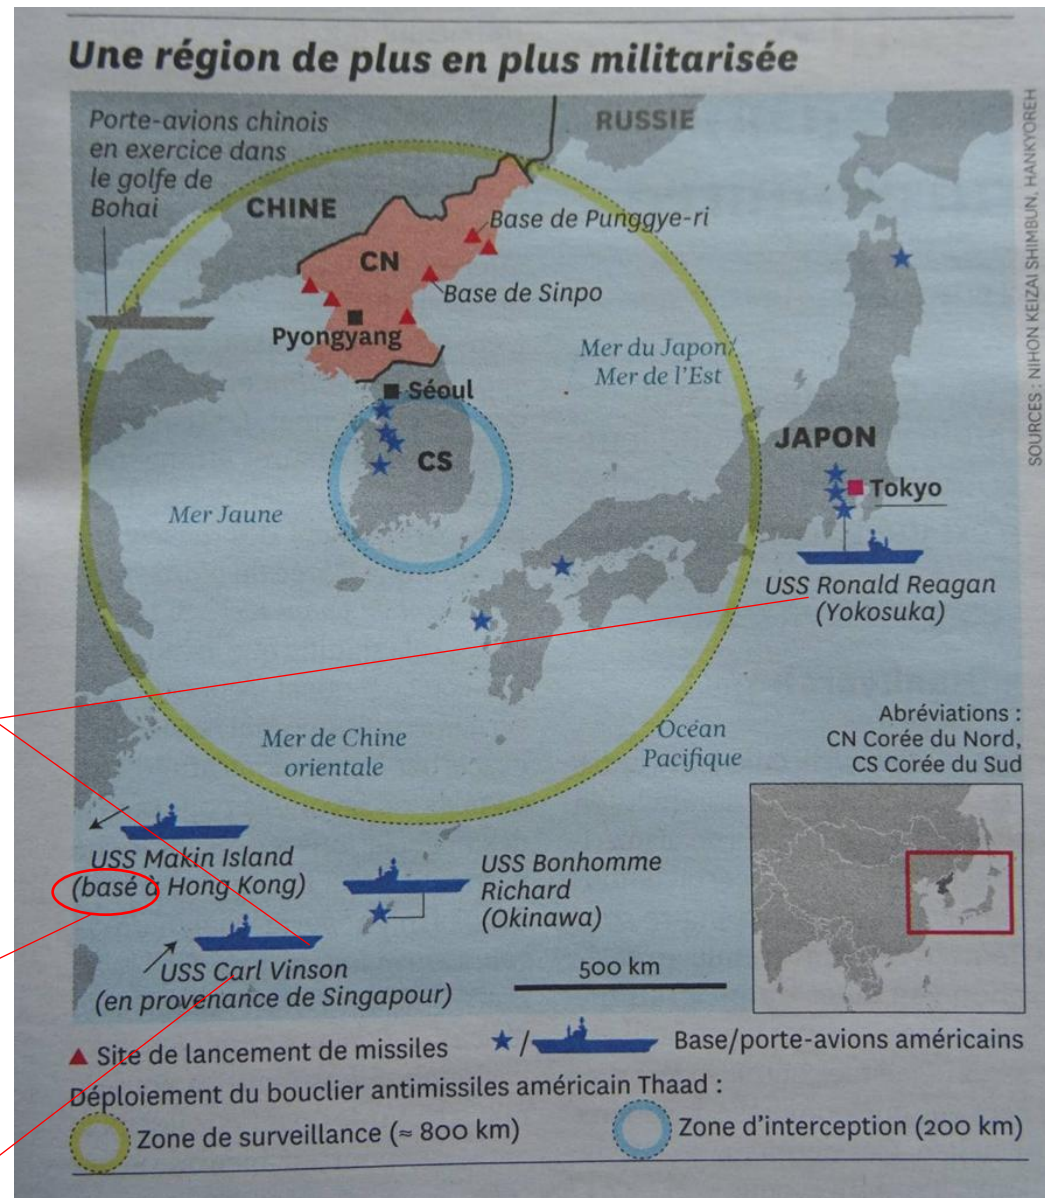 Une région de plus en plus militarisée
Porte-avions chinois
en exercice dans
le golfe de
Bohai
RUSSIE
CHINE
Base de Punggye-ri
CN
Base de Sinpo
Pyongyang
Mer du Japon/
Mer de l'Est
Séoul
JAPON
CS
Tokyo
Mer Jaune
USS Ronald Reagan
(Yokosuka)
Mer de Chine
orientale
Océan
Pacifique
Abréviations :
CN Corée du Nord,
CS Corée du Sud
USS Makin Island
(basé à Hong Kong)
USS Bonhomme
Richard
(Okinawa)
USS Carl Vinson
(en provenance de Singapour)
500 km
Site de lancement de missiles
/
Base/porte-avions américains
Déploiement du bouclier antimissiles américain Thaad :
Zone de surveillance (≈ 800 km)
Zone d'interception (200 km)
SOURCES : NIHON KEIZAI SHIMBUN, HANKYOREH